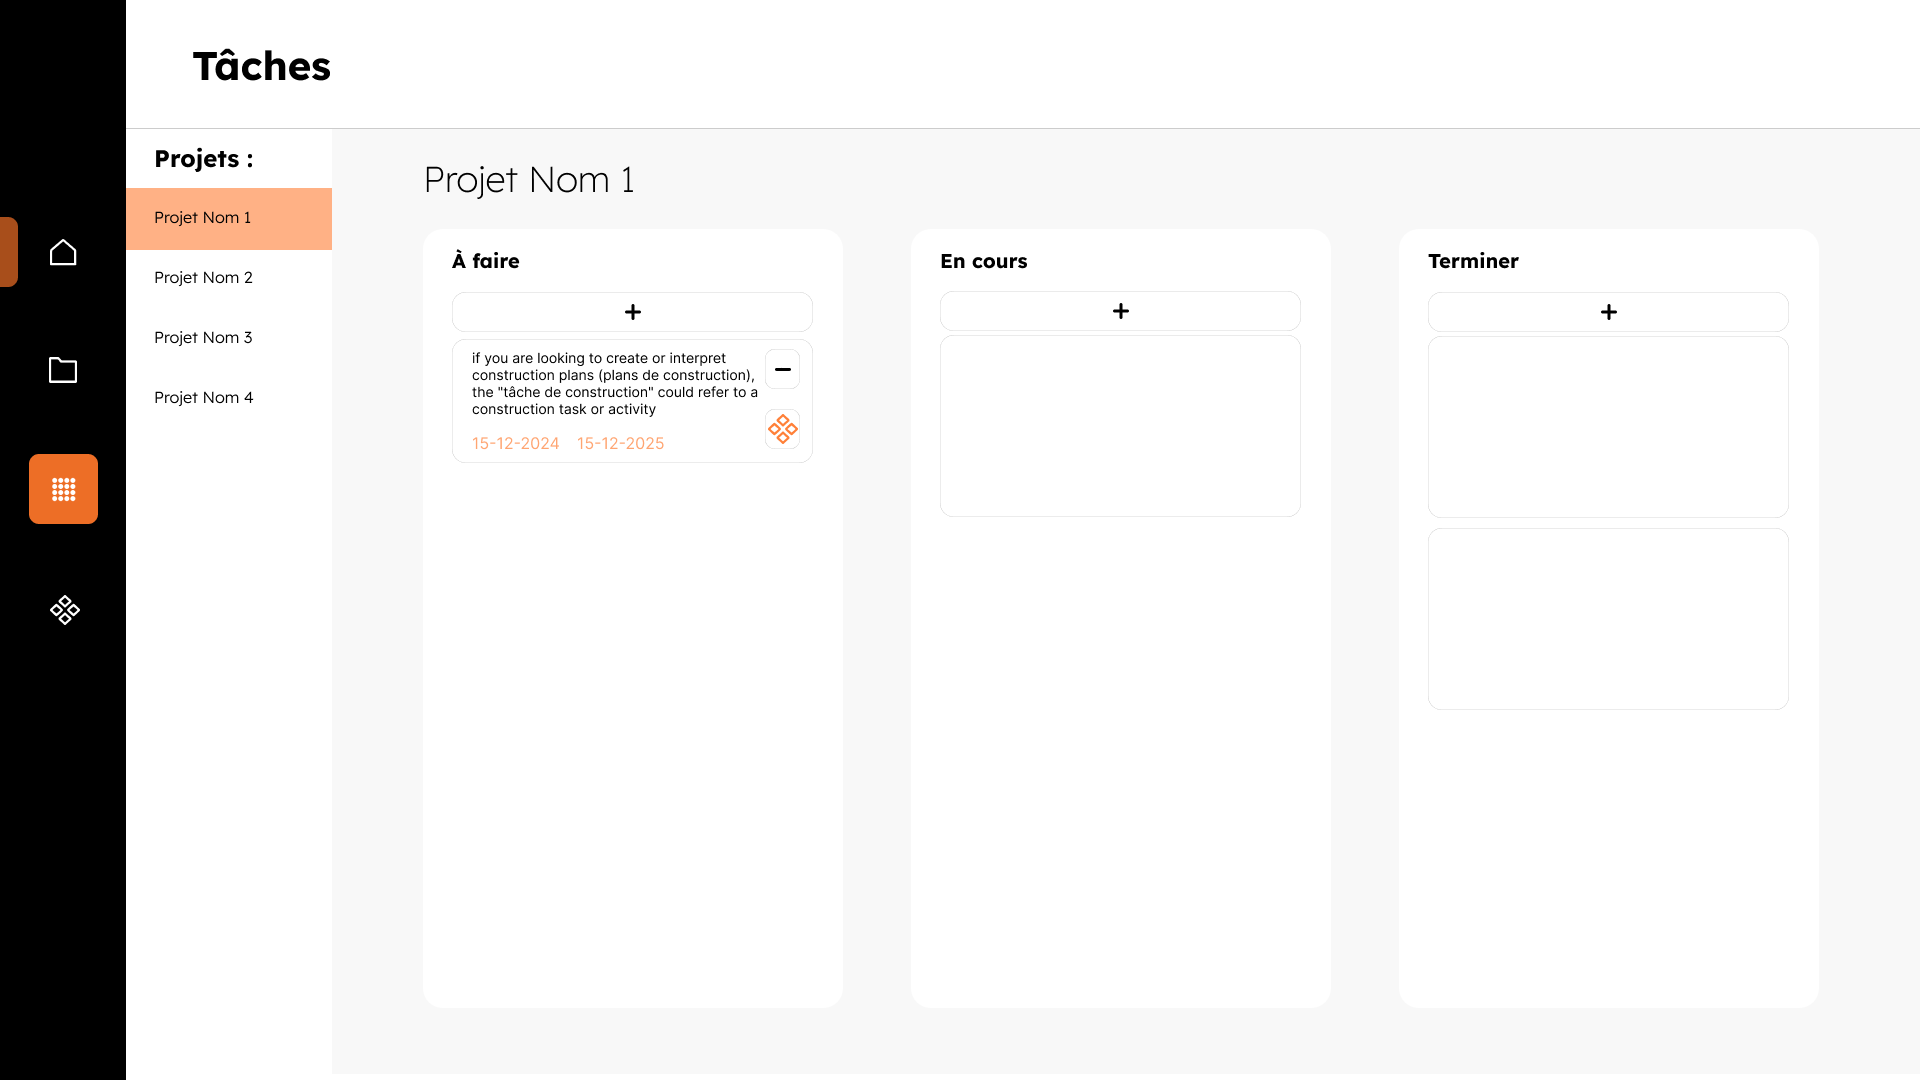 Tâches
Projets :
Projet Nom 1
Projet Nom 2
Projet Nom 3
Projet Nom 4
Projet Nom 1
À faire
+
if you are looking to create or interpret
construction plans (plans de construction),
the "tâche de construction" could refer to a
construction task or activity
15-12-2024 15-12-2025
En cours
+
Terminer
+